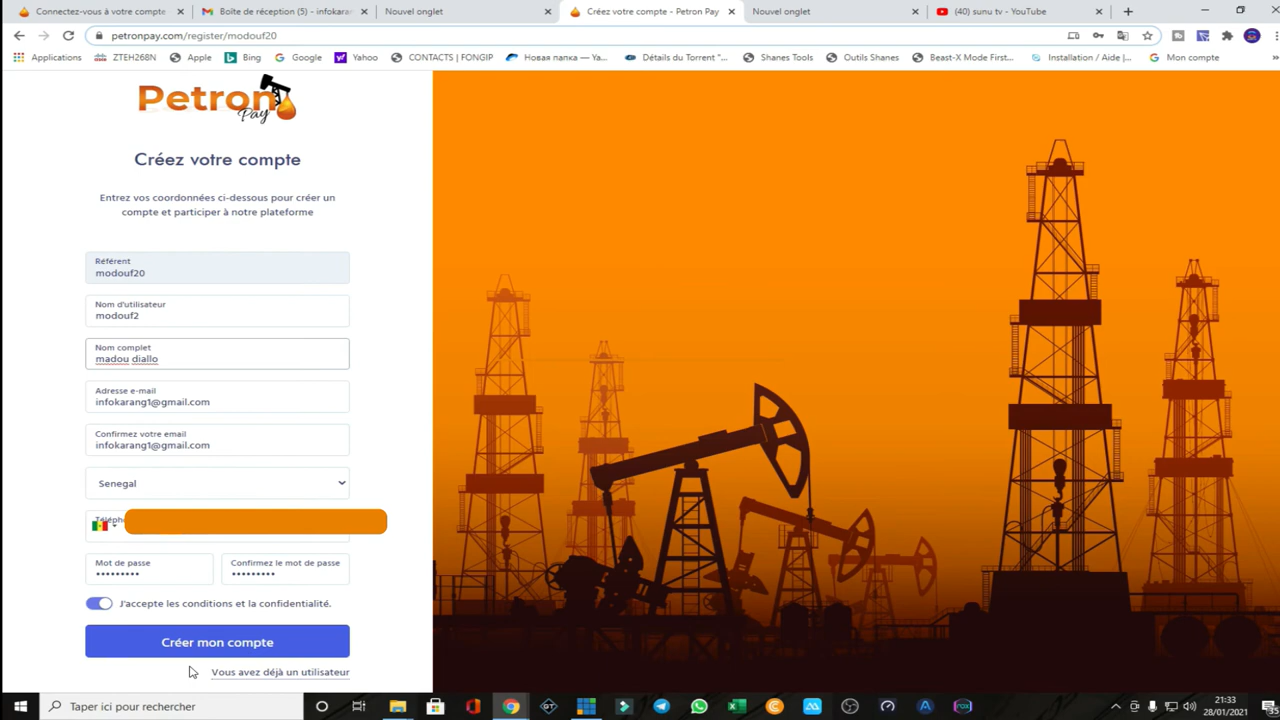 Connectez-vous à votre compte
Boîte de réception (5) - infokaran
Nouvel onglet
Créez votre compte - Petron Pay
Nouvel onglet
(40) sunu tv - YouTube
petronpay.com/register/modouf20
Applications
ZTEH268N
Apple
Bing
Google
Yahoo
CONTACTS | FONGIP
Новая папка — Ya...
Détails du Torrent "...
Shanes Tools
Outils Shanes
Beast-X Mode First...
Installation / Aide |...
Mon compte
Petron
Pay
Créez votre compte
Entrez vos coordonnées ci-dessous pour créer un
compte et participer à notre plateforme
Référent
modouf20
Nom d'utilisateur
modouf2
Nom complet
madou diallo
Adresse e-mail
infokarang1@gmail.com
Confirmez votre email
infokarang1@gmail.com
Senegal
Mot de passe
Confirmez le mot de passe
J'accepte les conditions et la confidentialité.
Créer mon compte
Vous avez déjà un utilisateur
Taper ici pour rechercher
21:33
28/01/2021